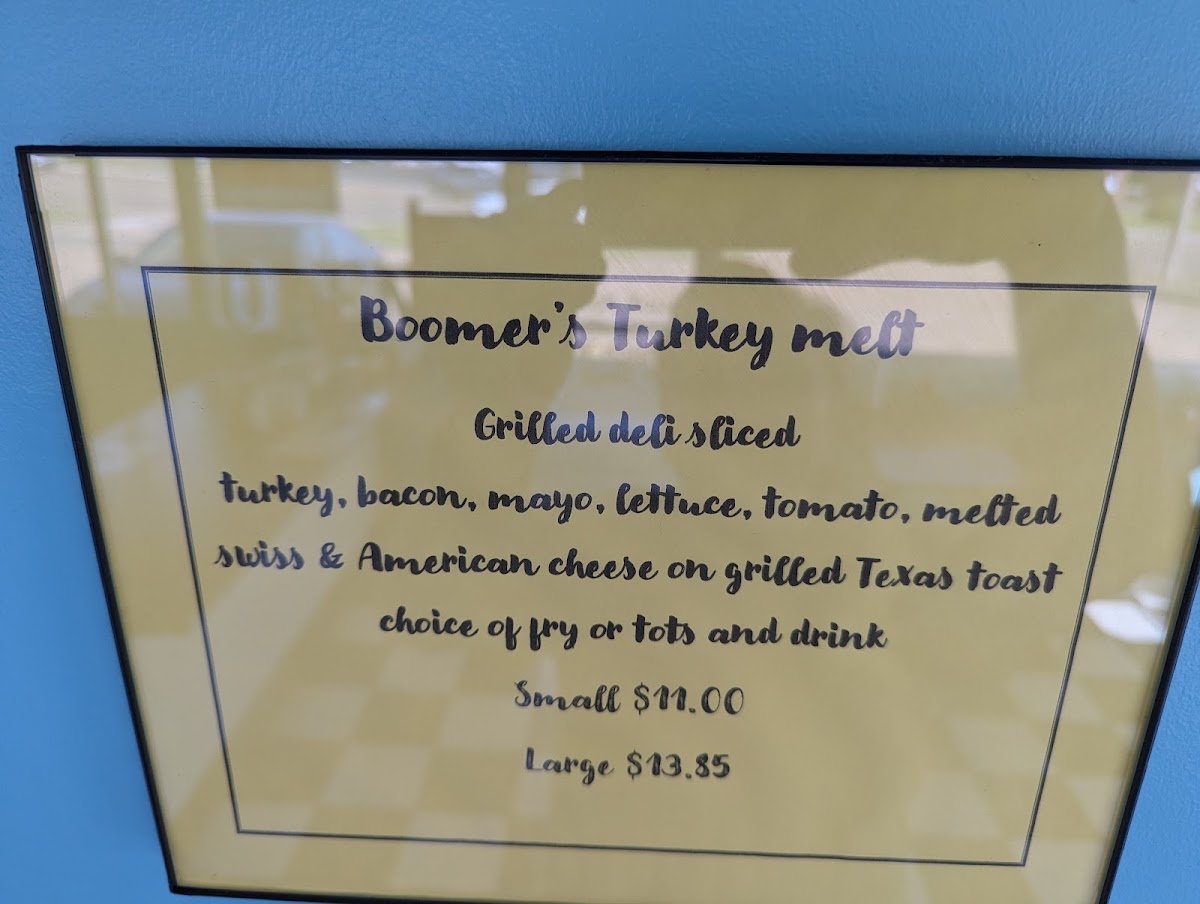 Boomer's Turkey melt
Grilled deli sliced
turkey, bacon, mayo, lettuce, tomato, melted
swiss & American cheese on grilled Texas toast
choice of fry or tots and drink
Small $11.00
Large $13.85